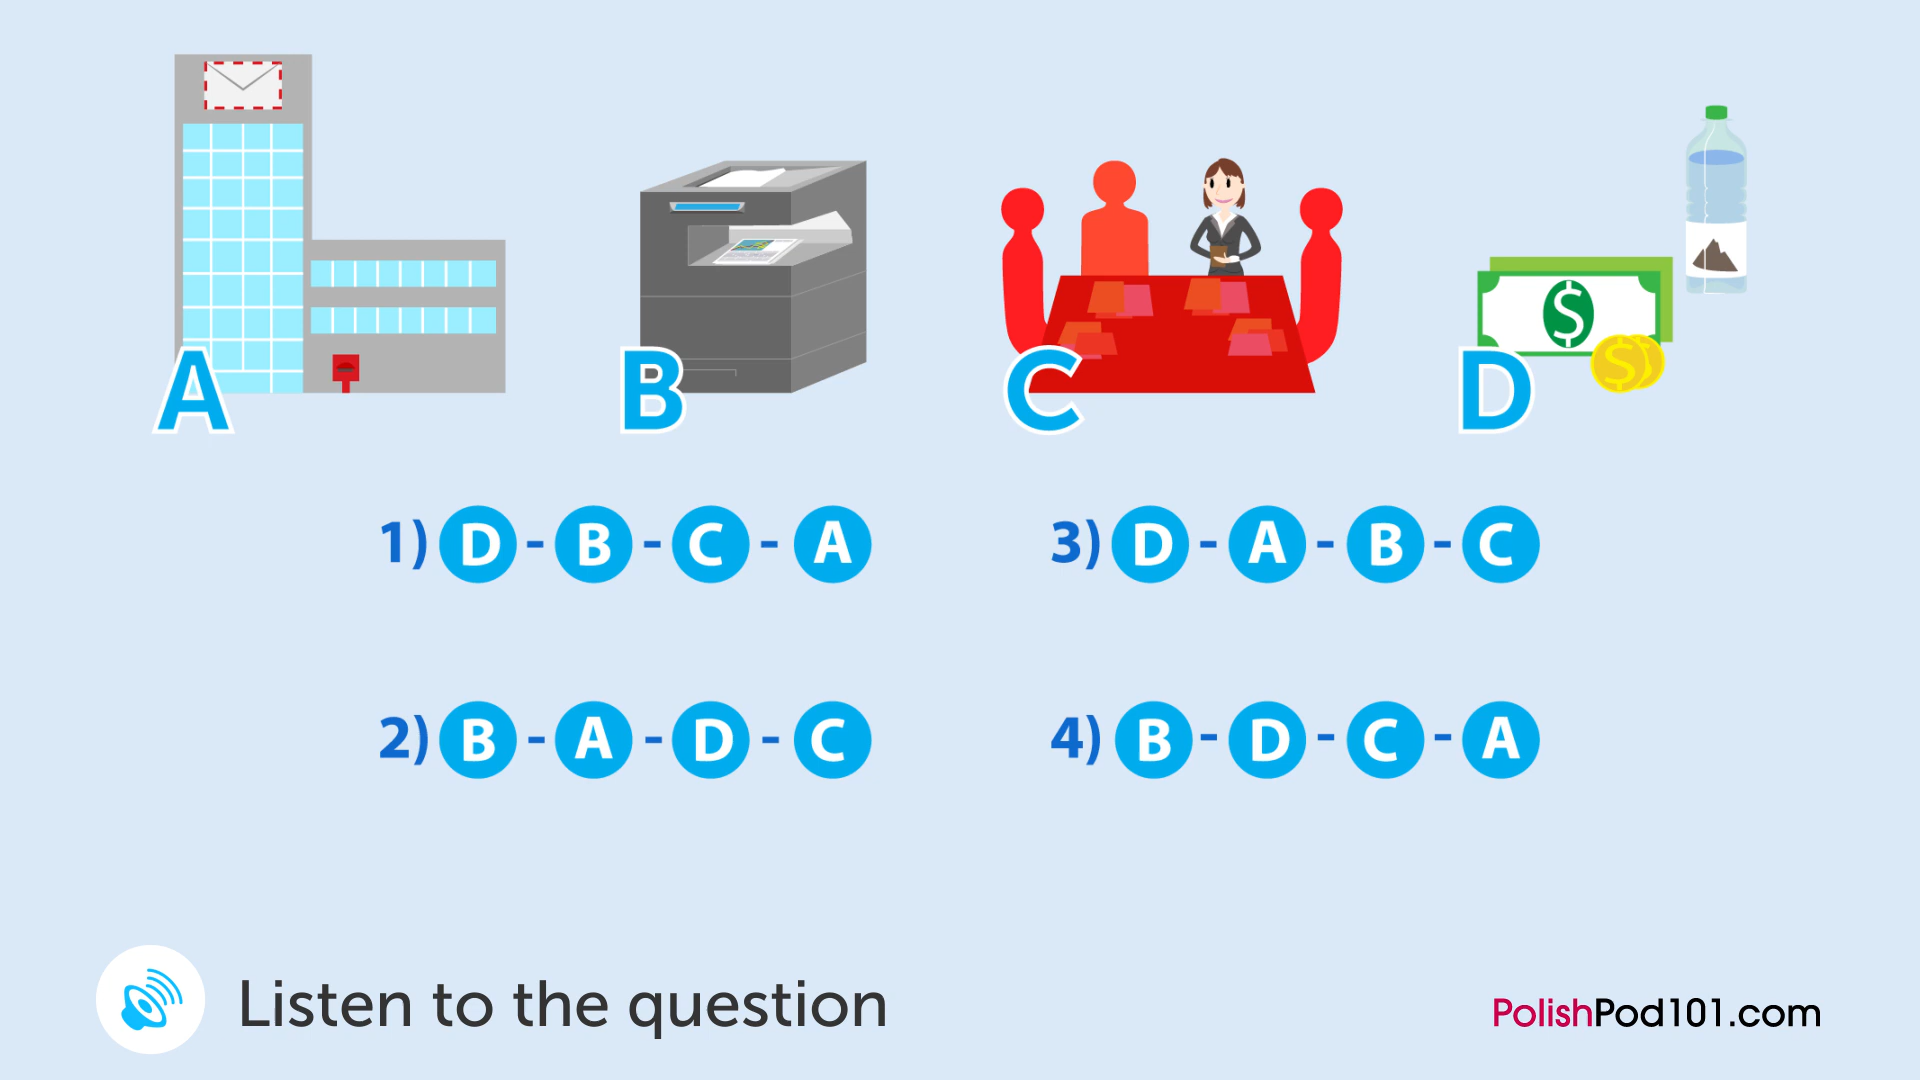 A B C D
1) D - B - C - A
3) D - A - B - C
2) B - A - D - C
4) B - D - C - A
Listen to the question
PolishPod101.com